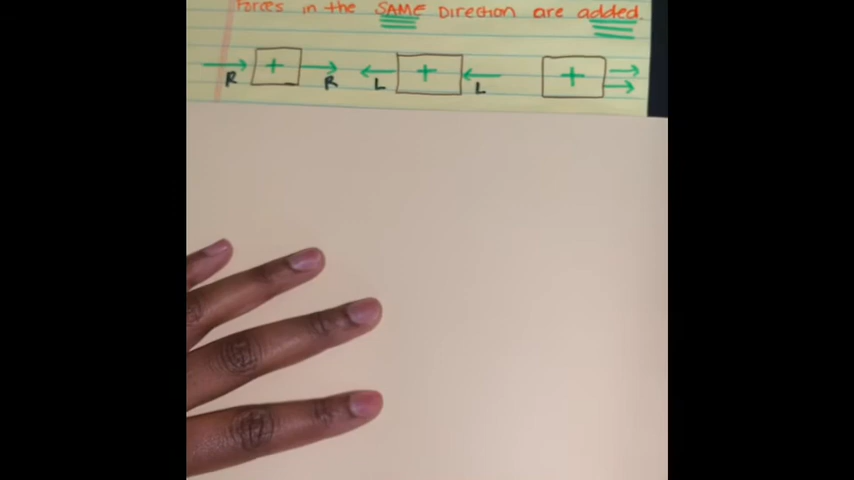 Forces in the SAME Direction are added.
+ + +
R R L L